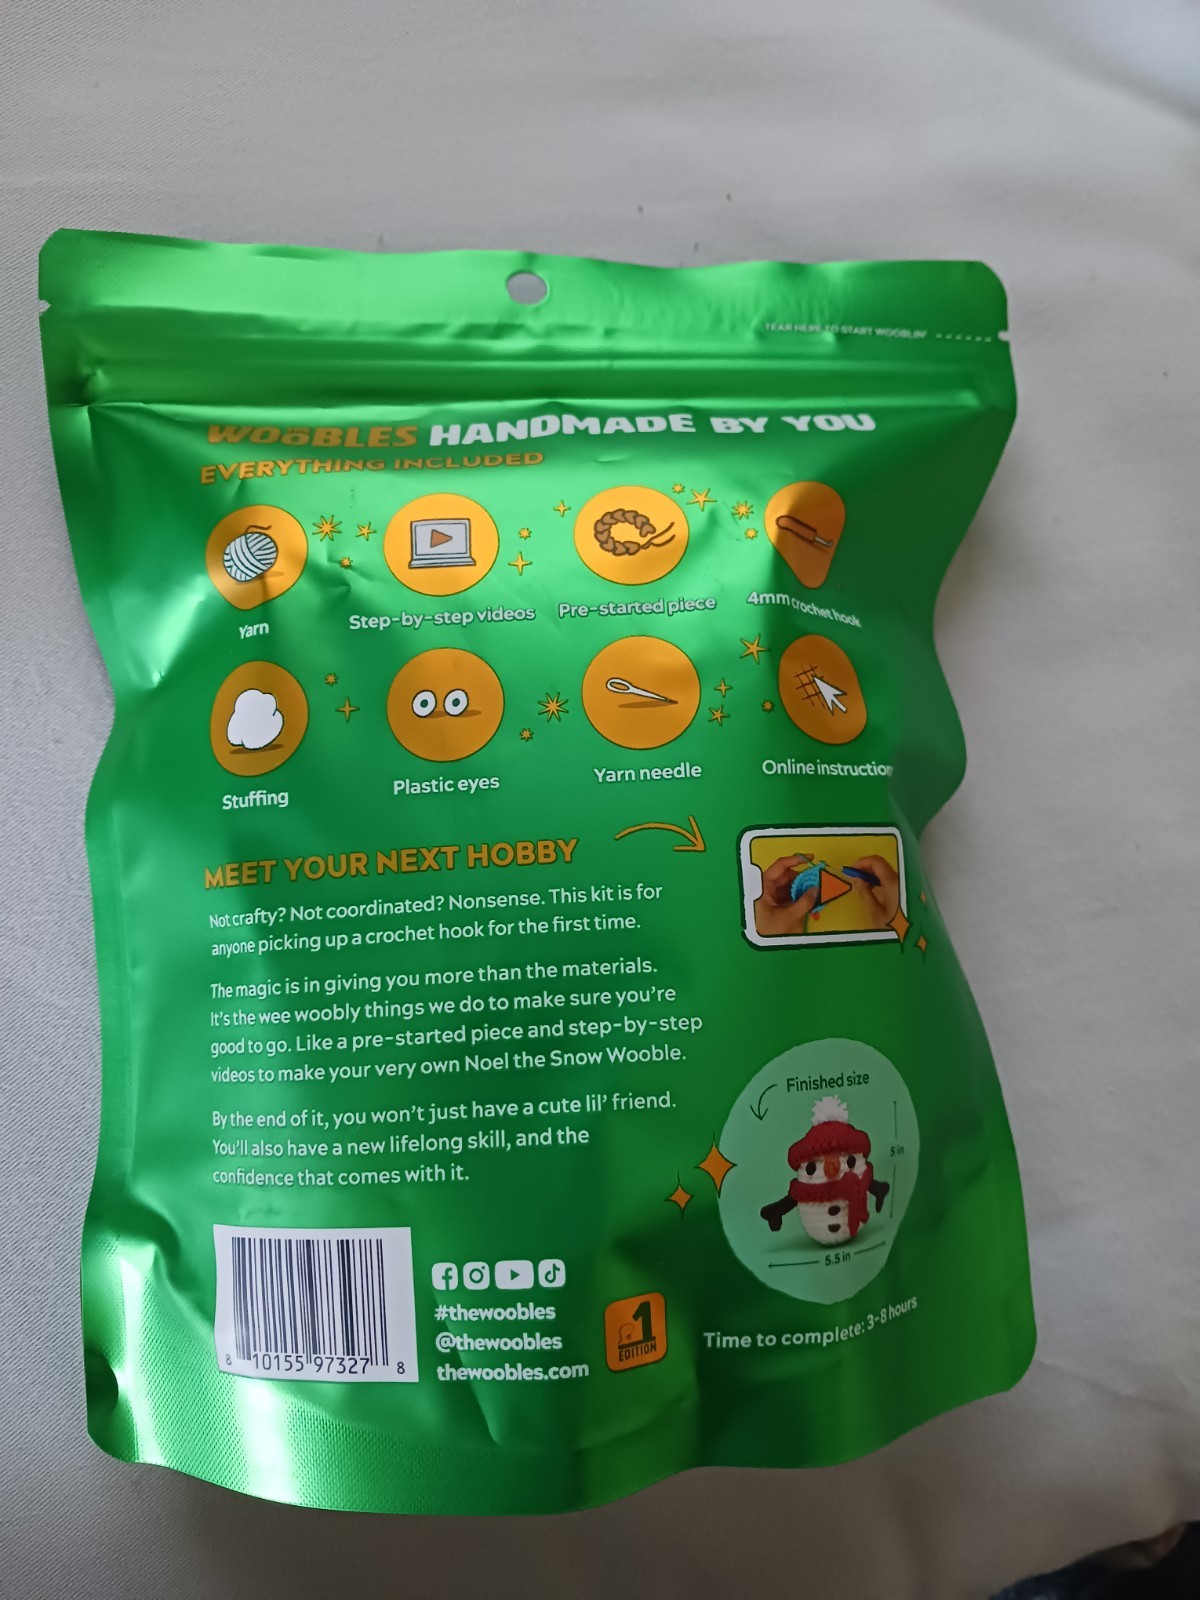 TEAR HERE TO START WOOBLIN'
THE WOOBLES HANDMADE BY YOU
EVERYTHING INCLUDED
Yarn
Step-by-step videos
Pre-started piece
4mm crochet hook
Stuffing
Plastic eyes
Yarn needle
Online instruction
MEET YOUR NEXT HOBBY
Not crafty? Not coordinated? Nonsense. This kit is for
anyone picking up a crochet hook for the first time.
The magic is in giving you more than the materials.
It's the wee woobly things we do to make sure you're
good to go. Like a pre-started piece and step-by-step
videos to make your very own Noel the Snow Wooble.
By the end of it, you won't just have a cute lil' friend.
You'll also have a new lifelong skill, and the
confidence that comes with it.
Finished size
5 in
5.5 in
Time to complete: 3-8 hours
8 10155 97327 8
#thewoobles
@thewoobles
thewoobles.com
1
EDITION